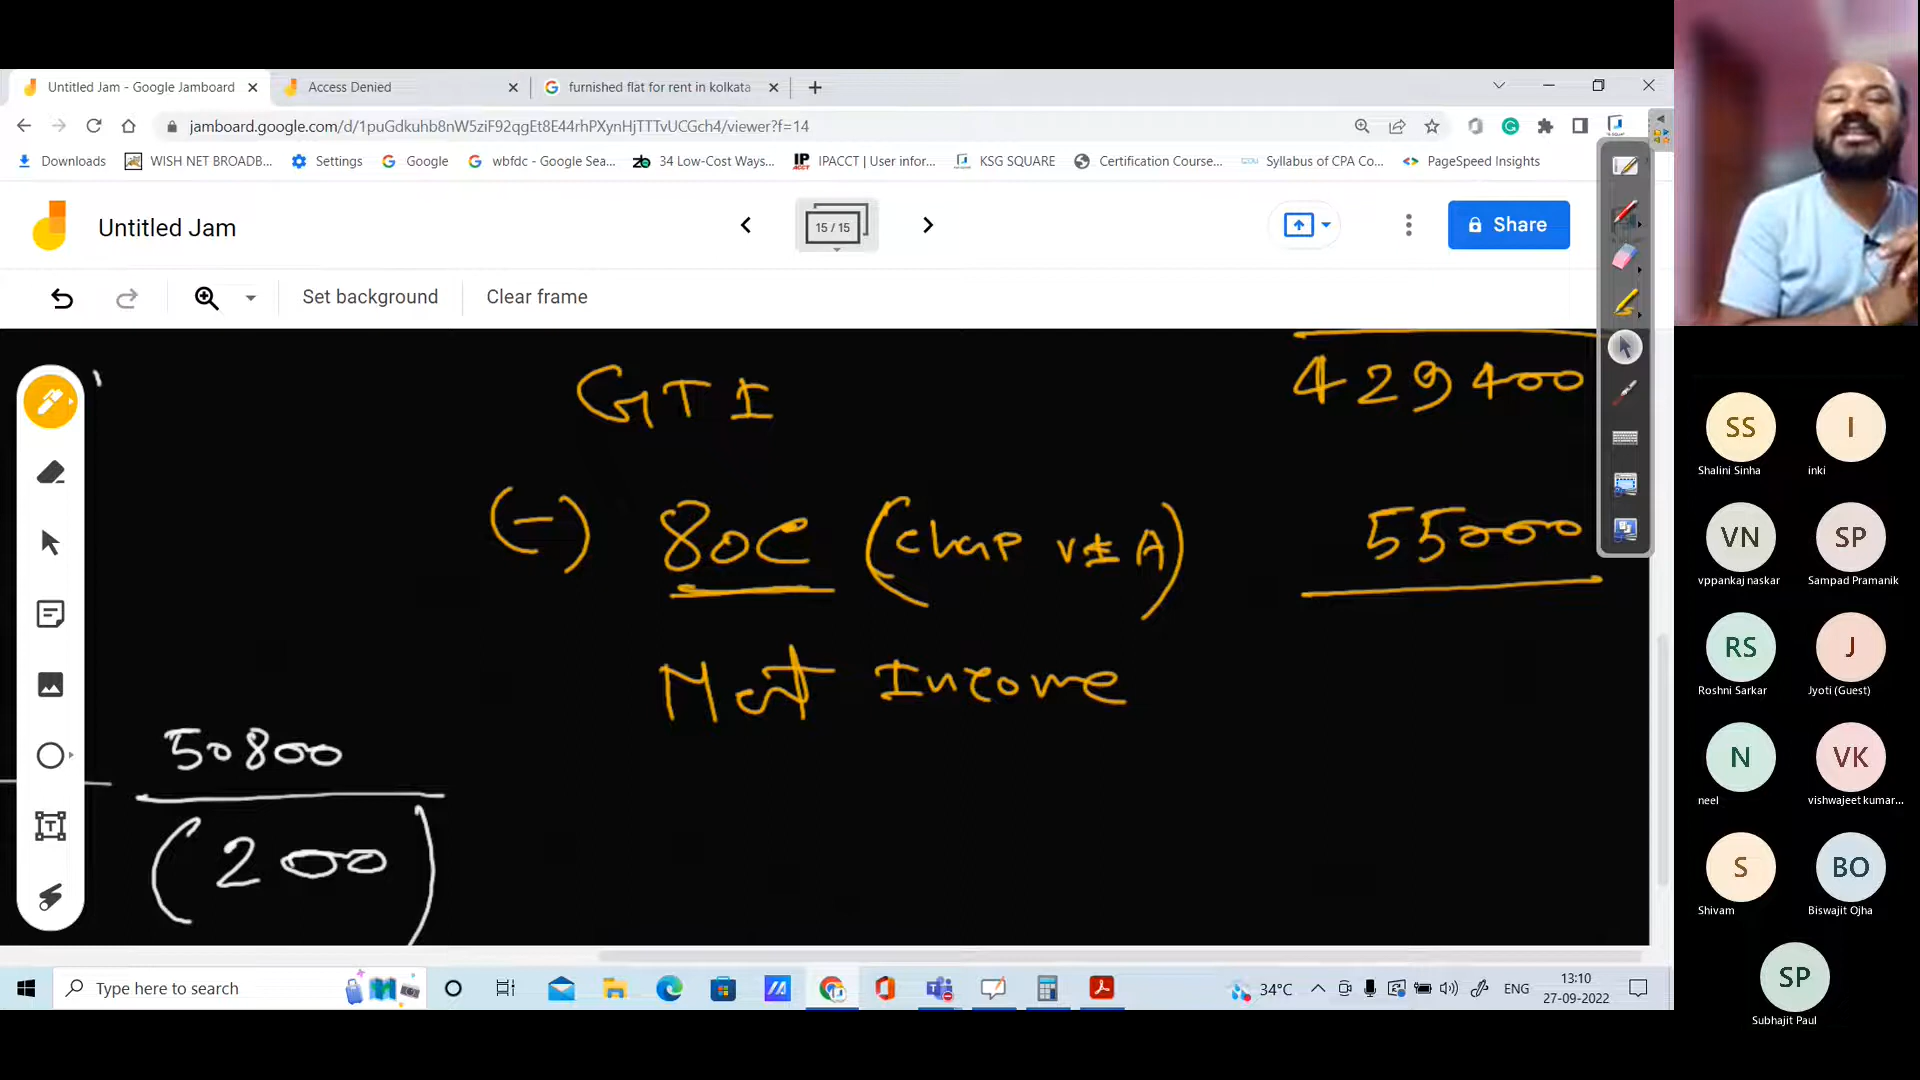 Untitled Jam - Google Jamboard
Access Denied
furnished flat for rent in kolkata
jamboard.google.com/d/1puGdkuhb8nW5ziF92qgEt8E44rhPXynHjTTTvUCGch4/viewer?f=14
Downloads
WISH NET BROADB...
Settings
Google
wbfdc - Google Sea...
34 Low-Cost Ways...
IPACCT | User infor...
KSG SQUARE
Certification Course...
Syllabus of CPA Co...
PageSpeed Insights
Untitled Jam
15 / 15
Share
Set background
Clear frame
GTI 429400
(-) 80C (Chap VI A) 55000
Net Income
50800
(200)
SS
Shalini Sinha
I
inki
VN
vppankaj naskar
SP
Sampad Pramanik
RS
Roshni Sarkar
J
Jyoti (Guest)
N
neel
VK
vishwajeet kumar...
S
Shivam
BO
Biswajit Ojha
SP
Subhajit Paul
Type here to search
34°C
ENG
13:10
27-09-2022